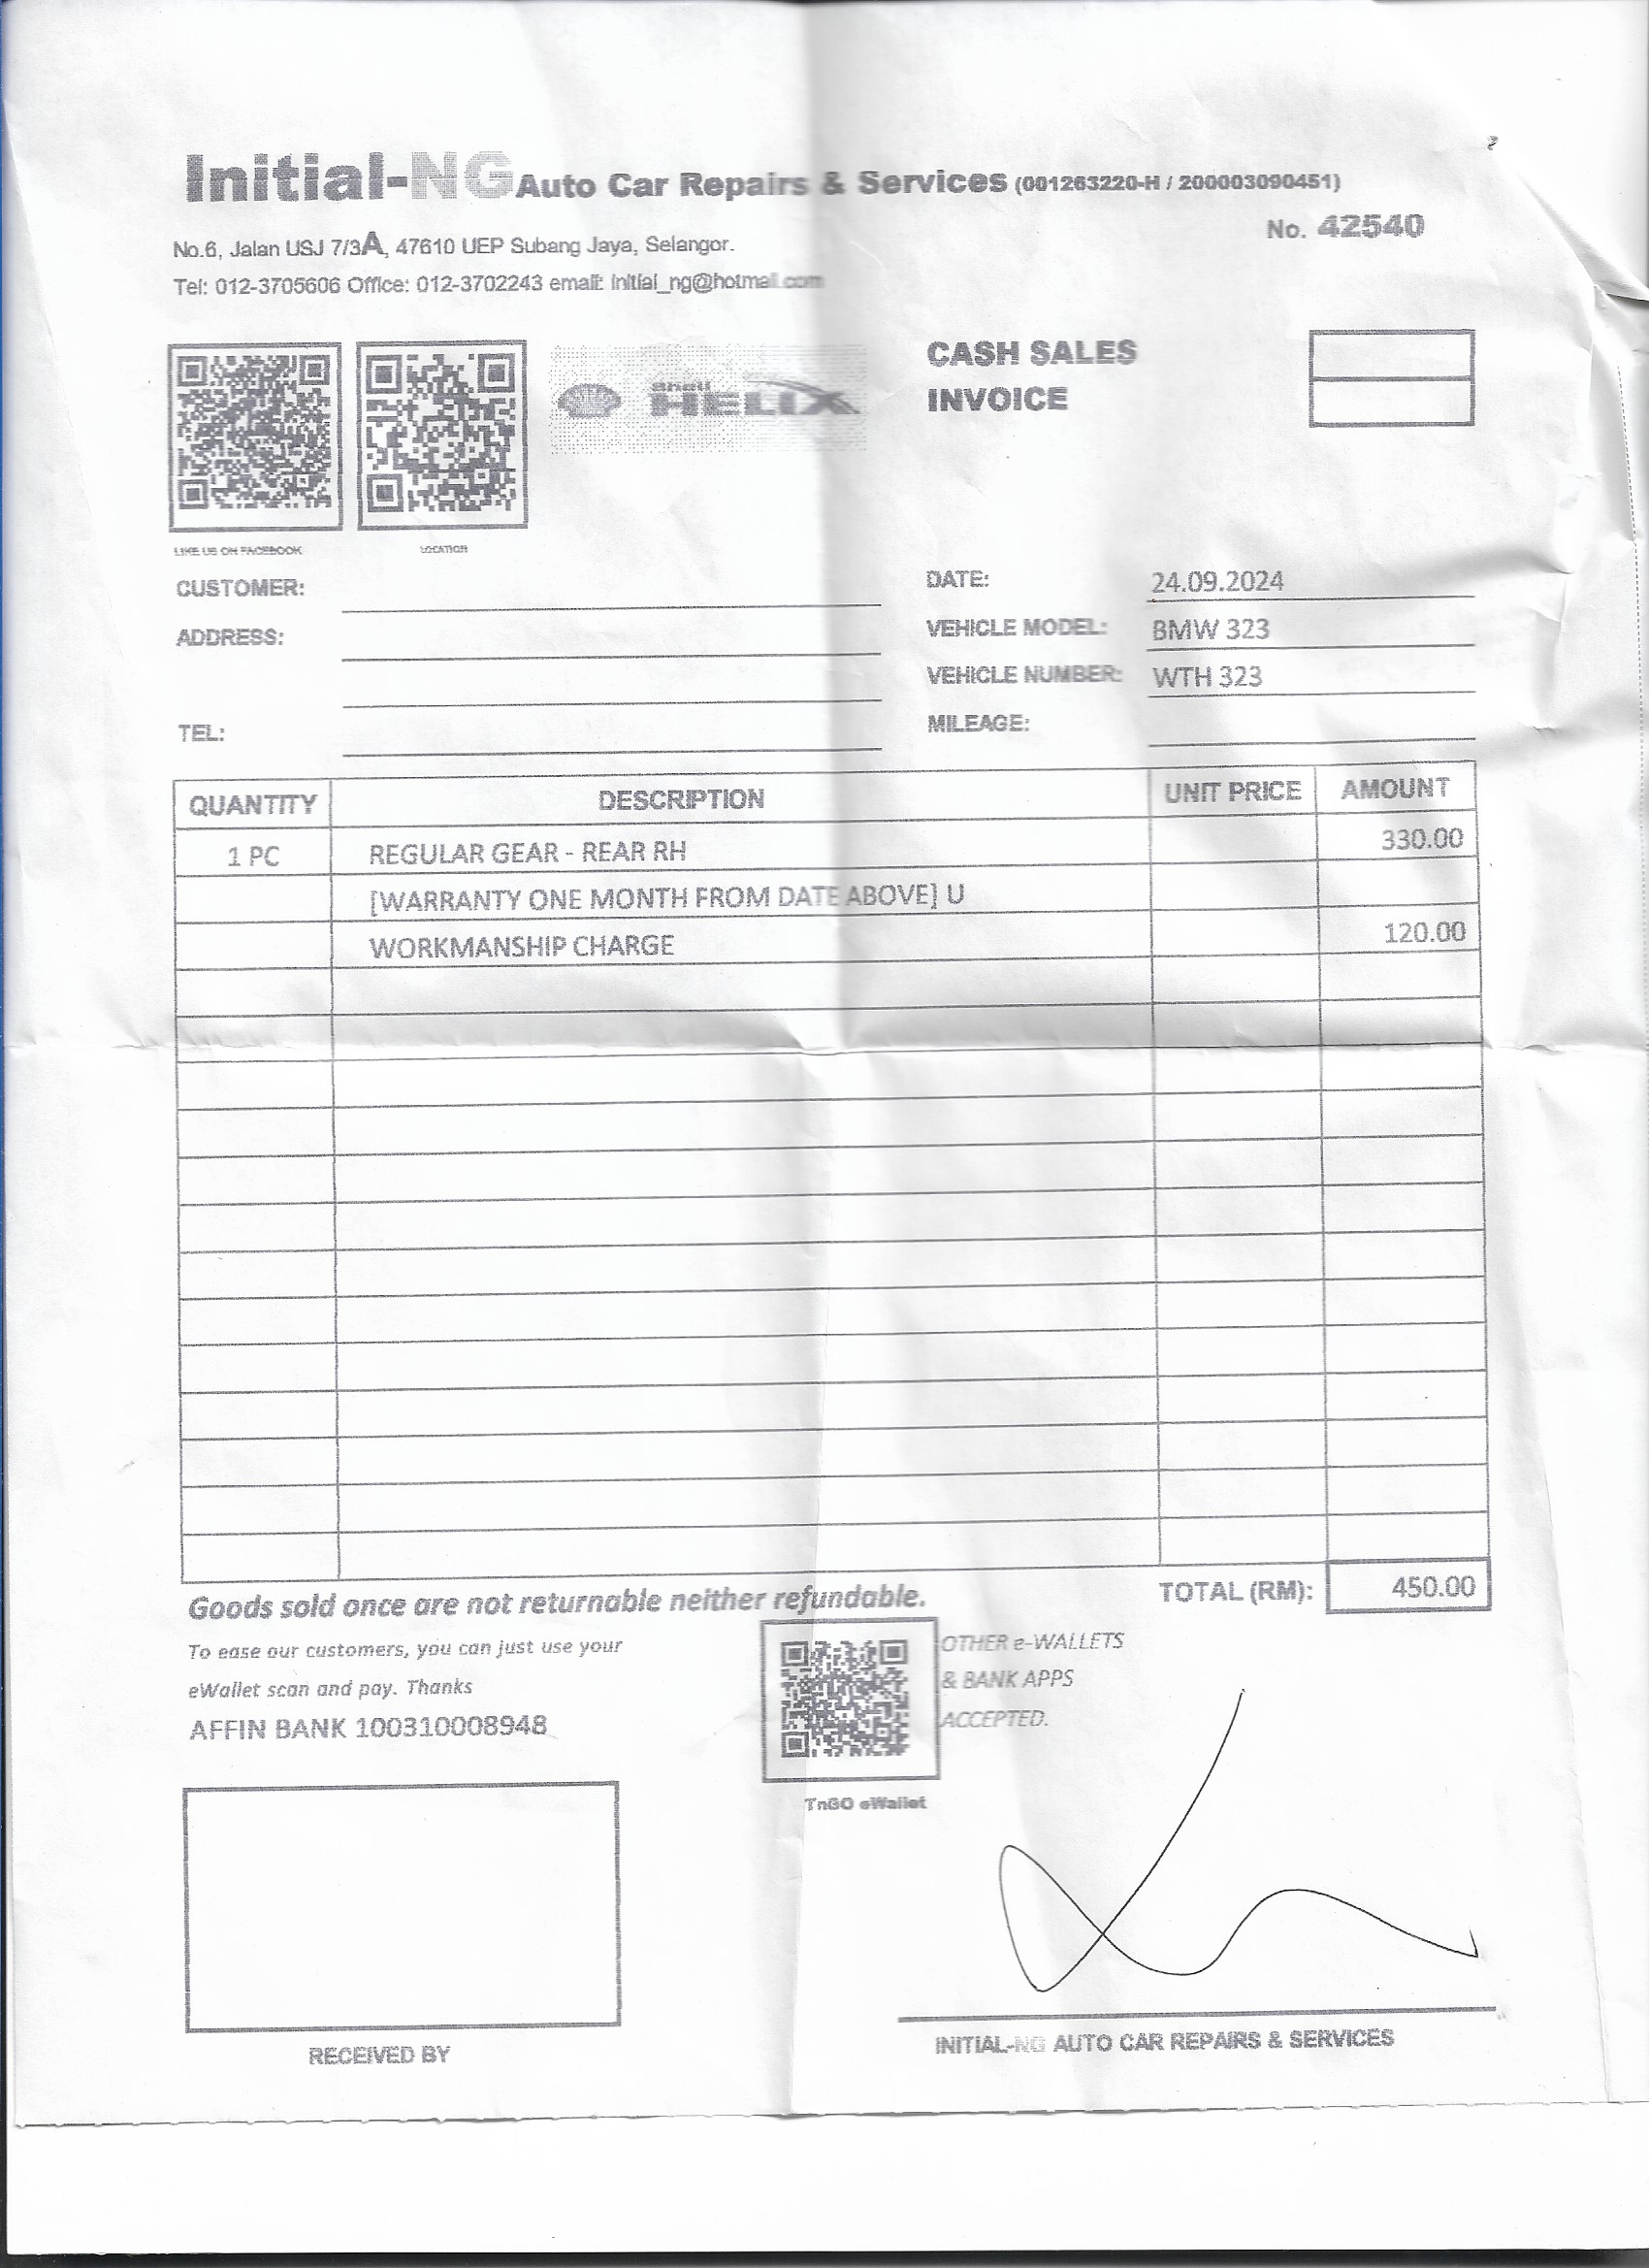 Initial-NG Auto Car Repairs & Services (001263220-H / 200003090451)
No. 42540
No.6, Jalan USJ 7/3A, 47610 UEP Subang Jaya, Selangor.
Tel: 012-3705606 Office: 012-3702243 email: initial_ng@hotmail.com
Shell
HELIX
CASH SALES
INVOICE
LIKE US ON FACEBOOK
LOCATION
CUSTOMER:
ADDRESS:
TEL:
DATE: 24.09.2024
VEHICLE MODEL: BMW 323
VEHICLE NUMBER: WTH 323
MILEAGE:
QUANTITY DESCRIPTION UNIT PRICE AMOUNT
1 PC REGULAR GEAR - REAR RH 330.00
[WARRANTY ONE MONTH FROM DATE ABOVE] U
WORKMANSHIP CHARGE 120.00
Goods sold once are not returnable neither refundable.
TOTAL (RM): 450.00
To ease our customers, you can just use your
eWallet scan and pay. Thanks
AFFIN BANK 100310008948
OTHER e-WALLETS
& BANK APPS
ACCEPTED.
TnGO eWallet
RECEIVED BY
INITIAL-NG AUTO CAR REPAIRS & SERVICES